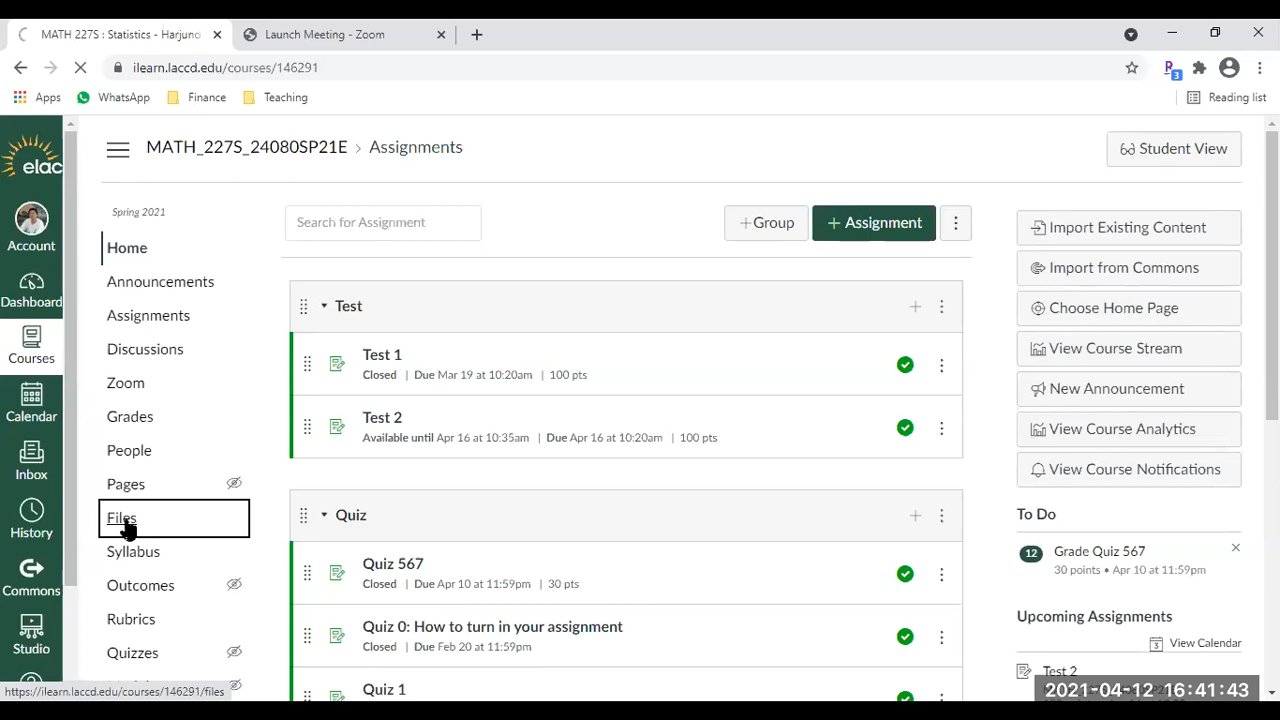 MATH 227S : Statistics - Harjuno
Launch Meeting - Zoom
ilearn.laccd.edu/courses/146291
3
Apps
WhatsApp
Finance
Teaching
Reading list
elac
MATH_227S_24080SP21E › Assignments
Student View
Spring 2021
Account
Dashboard
Courses
Calendar
Inbox
History
Commons
Studio
Home
Announcements
Assignments
Discussions
Zoom
Grades
People
Pages
Files
Syllabus
Outcomes
Rubrics
Quizzes
Search for Assignment
+ Group
+ Assignment
Test
Test 1
Closed | Due Mar 19 at 10:20am | 100 pts
Test 2
Available until Apr 16 at 10:35am | Due Apr 16 at 10:20am | 100 pts
Quiz
Quiz 567
Closed | Due Apr 10 at 11:59pm | 30 pts
Quiz 0: How to turn in your assignment
Closed | Due Feb 20 at 11:59pm
Quiz 1
Import Existing Content
Import from Commons
Choose Home Page
View Course Stream
New Announcement
View Course Analytics
View Course Notifications
To Do
12
Grade Quiz 567
30 points • Apr 10 at 11:59pm
Upcoming Assignments
3
View Calendar
Test 2
https://ilearn.laccd.edu/courses/146291/files
2021-04-12 16:41:43